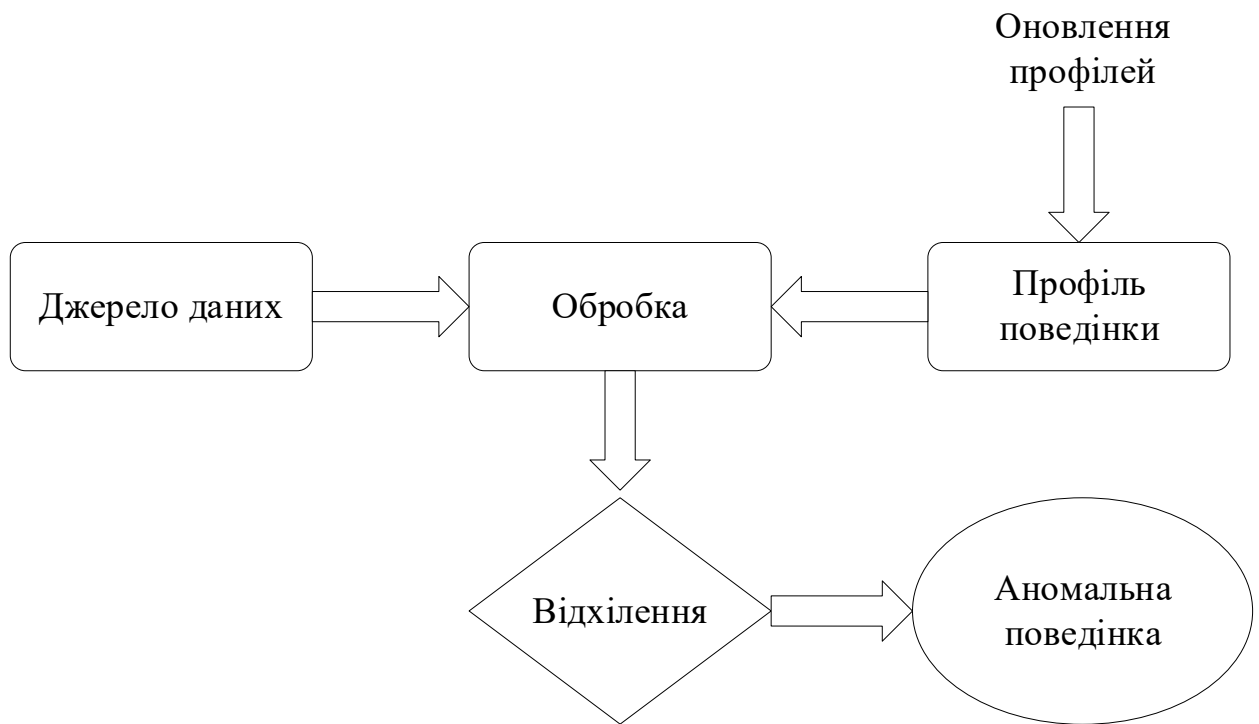 Оновлення
профілей
Джерело даних
Обробка
Профіль
поведінки
Відхілення
Аномальна
поведінка